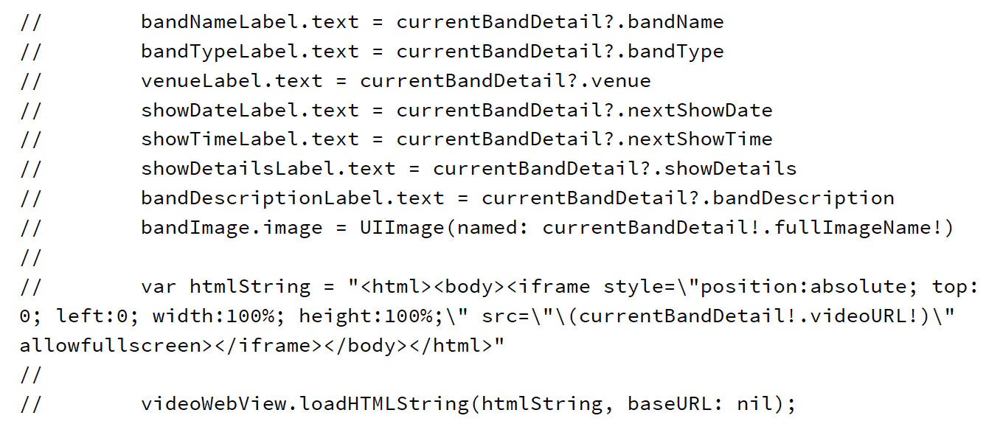 //        bandNameLabel.text = currentBandDetail?.bandName
//        bandTypeLabel.text = currentBandDetail?.bandType
//        venueLabel.text = currentBandDetail?.venue
//        showDateLabel.text = currentBandDetail?.nextShowDate
//        showTimeLabel.text = currentBandDetail?.nextShowTime
//        showDetailsLabel.text = currentBandDetail?.showDetails
//        bandDescriptionLabel.text = currentBandDetail?.bandDescription
//        bandImage.image = UIImage(named: currentBandDetail!.fullImageName!)
//
//        var htmlString = "<html><body><iframe style=\"position:absolute; top:
0; left:0; width:100%; height:100%;\" src=\"\(currentBandDetail!.videoURL!)\"
allowfullscreen></iframe></body></html>"
//
//        videoWebView.loadHTMLString(htmlString, baseURL: nil);